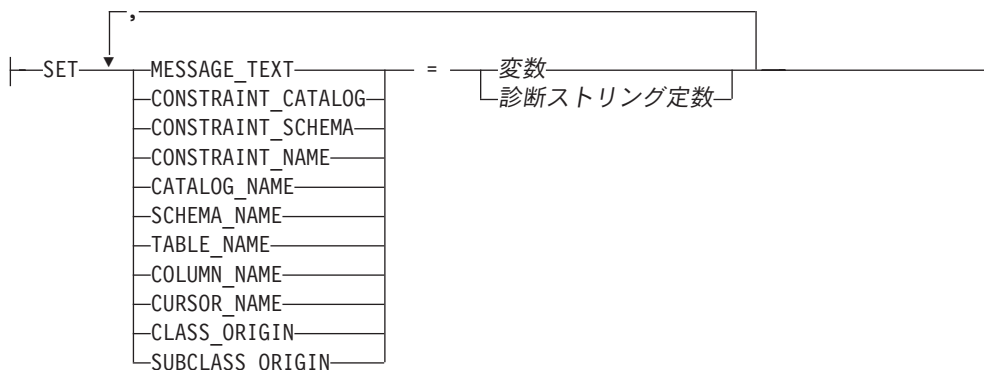 ,
SET MESSAGE_TEXT = 変数
CONSTRAINT_CATALOG 診断ストリング定数
CONSTRAINT_SCHEMA
CONSTRAINT_NAME
CATALOG_NAME
SCHEMA_NAME
TABLE_NAME
COLUMN_NAME
CURSOR_NAME
CLASS_ORIGIN
SUBCLASS_ORIGIN